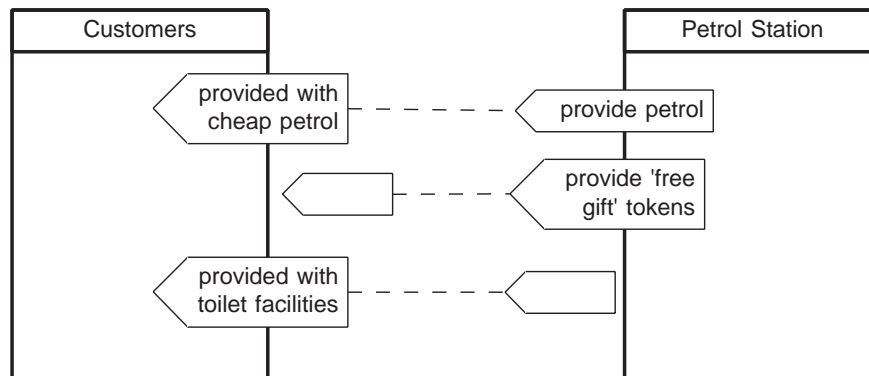 Customers
Petrol Station
provided with
cheap petrol
provide petrol
provide 'free
gift' tokens
provided with
toilet facilities